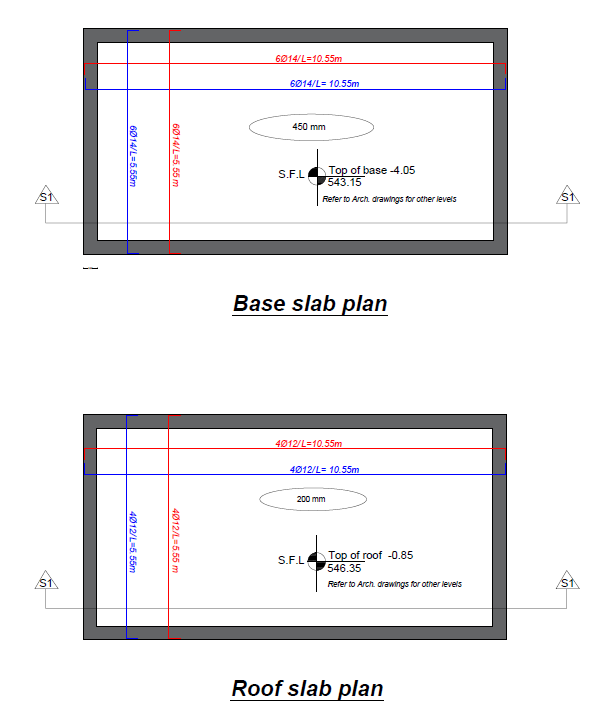 6Ø14/L=10.55m
6Ø14/L= 10.55m
6Ø14/L=5.55m
6Ø14/L=5.55 m
450 mm
S.F.L
Top of base -4.05
543.15
Refer to Arch. drawings for other levels
S1
S1
Base slab plan
4Ø12/L=10.55m
4Ø12/L= 10.55m
4Ø12/L=5.55m
4Ø12/L=5.55 m
200 mm
S.F.L
Top of roof -0.85
546.35
Refer to Arch. drawings for other levels
S1
S1
Roof slab plan